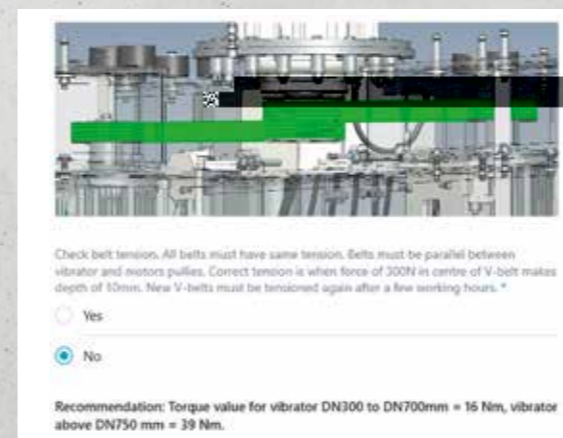 Check belt tension. All belts must have same tension. Belts must be parallel between
vibrator and motors pullies. Correct tension is when force of 300N in centre of V-belt makes
depth of 10mm. New V-belts must be tensioned again after a few working hours. *
Yes
No
Recommendation: Torque value for vibrator DN300 to DN700mm = 16 Nm, vibrator
above DN750 mm = 39 Nm.